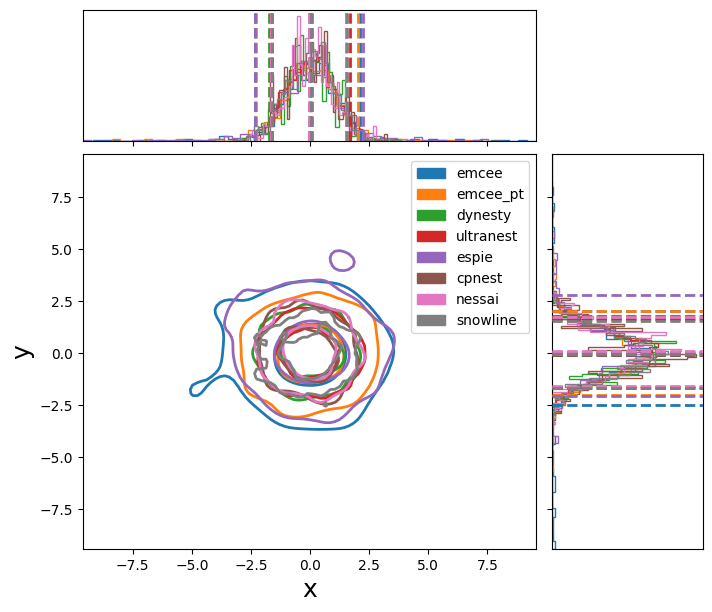 emcee
emcee_pt
dynesty
ultranest
espie
cpnest
nessai
snowline
7.5
5.0
2.5
0.0
−2.5
−5.0
−7.5
y
−7.5 −5.0 −2.5 0.0 2.5 5.0 7.5
x